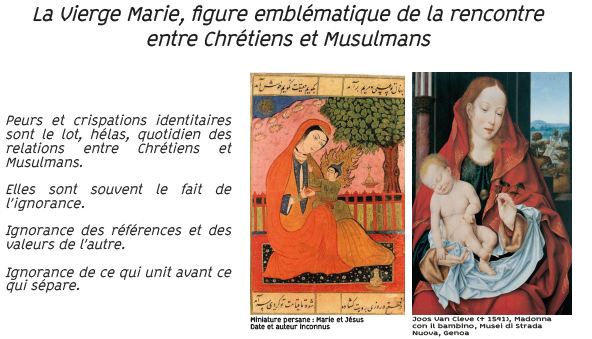 La Vierge Marie, figure emblématique de la rencontre
entre Chrétiens et Musulmans
Peurs et crispations identitaires
sont le lot, hélas, quotidien des
relations entre Chrétiens et
Musulmans.
Elles sont souvent le fait de
l'ignorance.
Ignorance des références et des
valeurs de l'autre.
Ignorance de ce qui unit avant ce
qui sépare.
Miniature persane : Marie et Jésus
Date et auteur inconnus
Joos Van Cleve († 1541), Madonna
con il bambino, Musei di Strada
Nuova, Genoa